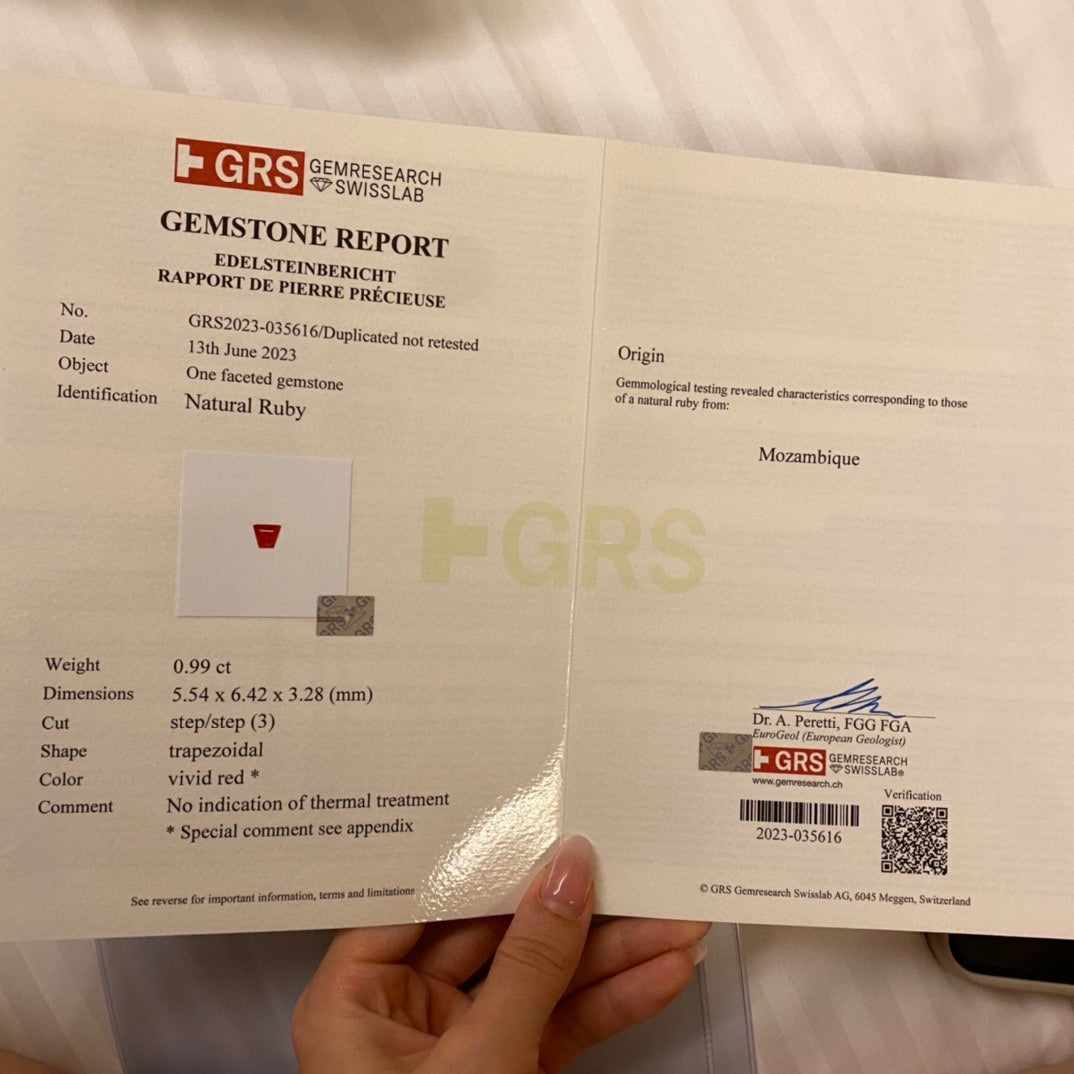 GRS GEMRESEARCH
SWISSLAB
GEMSTONE REPORT
EDELSTEINBERICHT
RAPPORT DE PIERRE PRÉCIEUSE
No. GRS2023-035616/Duplicated not retested
Date 13th June 2023
Object One faceted gemstone
Identification Natural Ruby
GRS
Weight 0.99 ct
Dimensions 5.54 x 6.42 x 3.28 (mm)
Cut step/step (3)
Shape trapezoidal
Color vivid red *
Comment No indication of thermal treatment
* Special comment see appendix
See reverse for important information, terms and limitations
Origin
Gemmological testing revealed characteristics corresponding to those
of a natural ruby from:
Mozambique
Dr. A. Peretti, FGG FGA
EuroGeol (European Geologist)
GRS GEMRESEARCH
SWISSLAB®
www.gemresearch.ch
Verification
2023-035616
© GRS Gemresearch Swisslab AG, 6045 Meggen, Switzerland